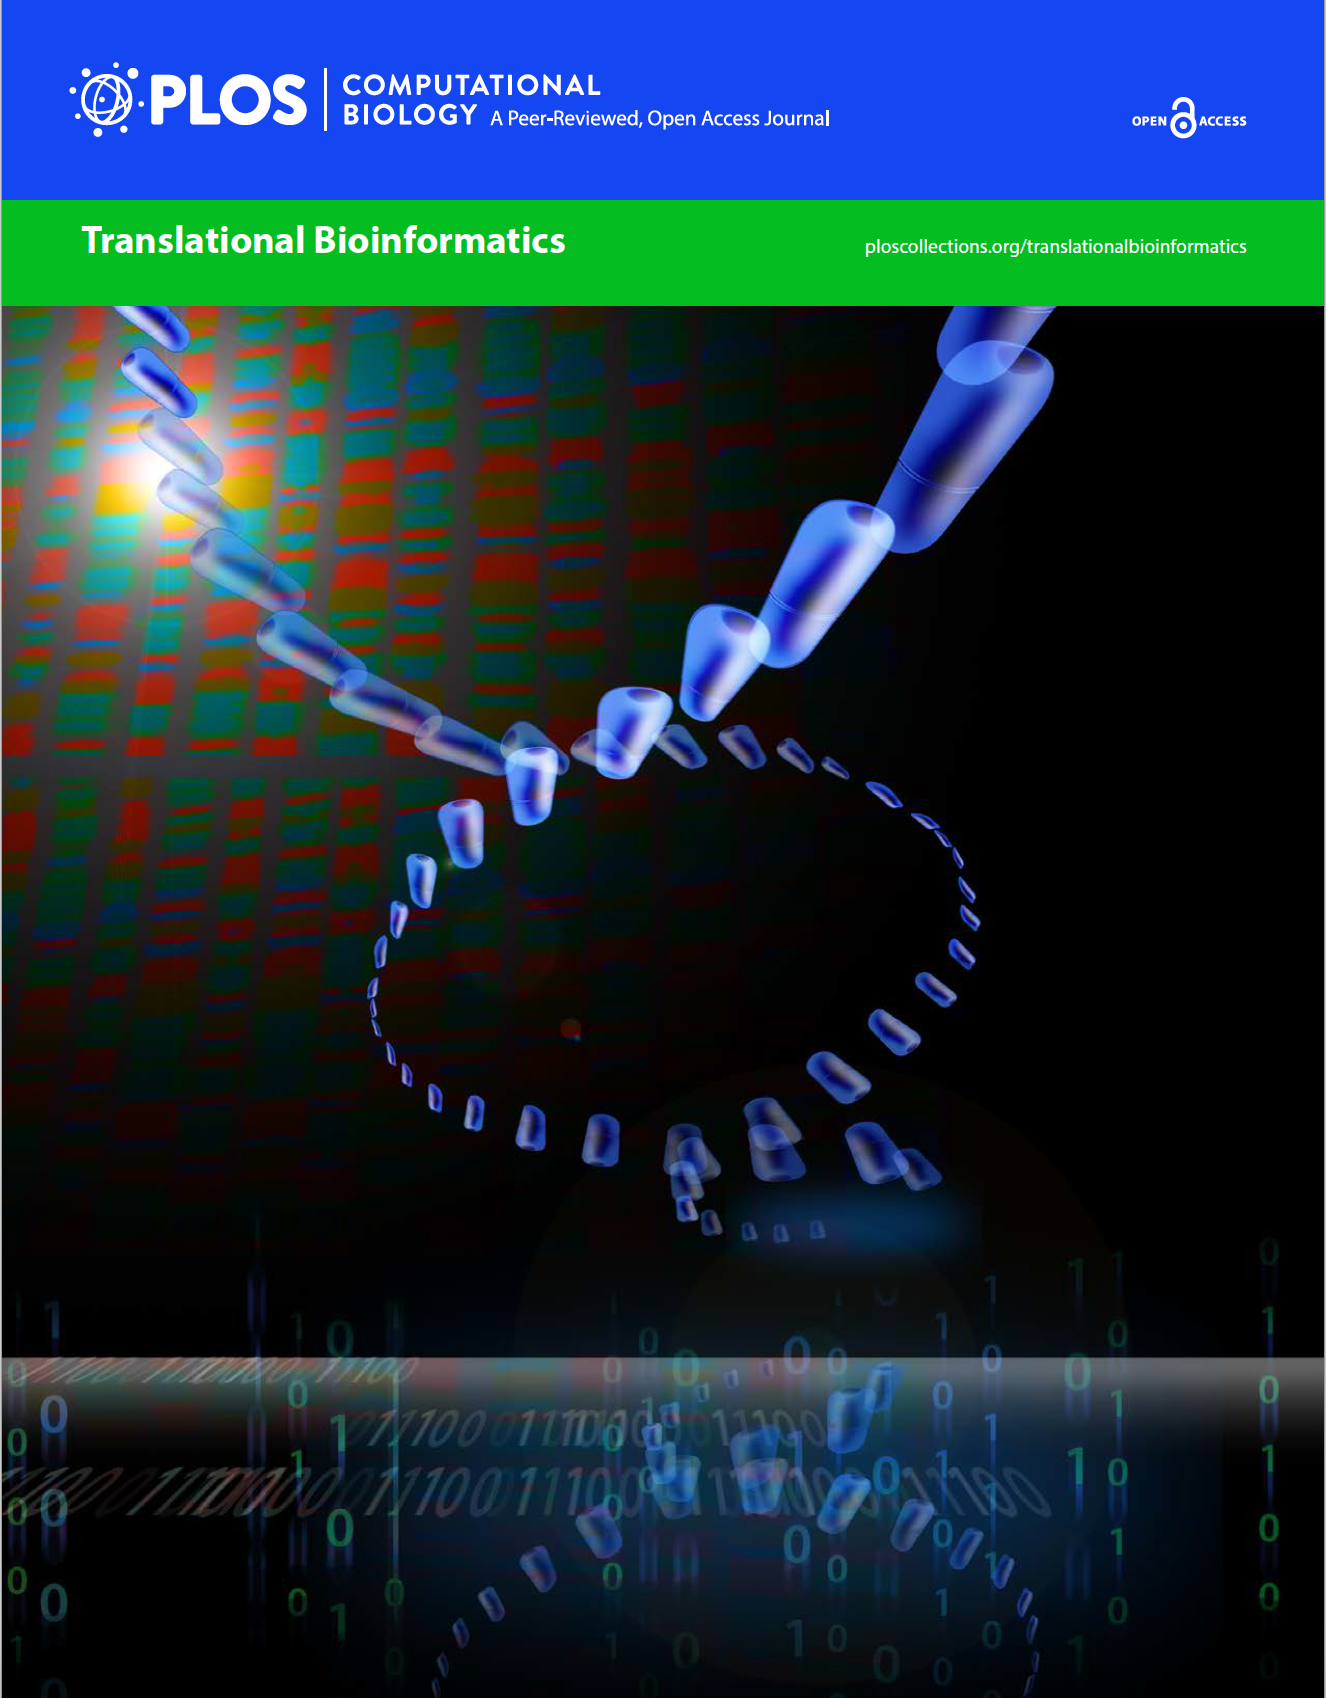 PLOS
COMPUTATIONAL
BIOLOGY A Peer-Reviewed, Open Access Journal
OPEN ACCESS
Translational Bioinformatics
ploscollections.org/translationalbioinformatics